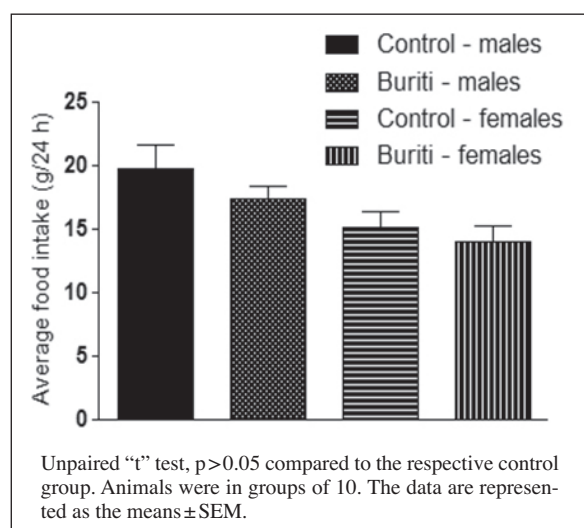 Control - males
Buriti - males
Control - females
Buriti - females
Average food intake (g/24 h)
25
20
15
10
5
0
Unpaired “t” test, p>0.05 compared to the respective control
group. Animals were in groups of 10. The data are represen-
ted as the means±SEM.